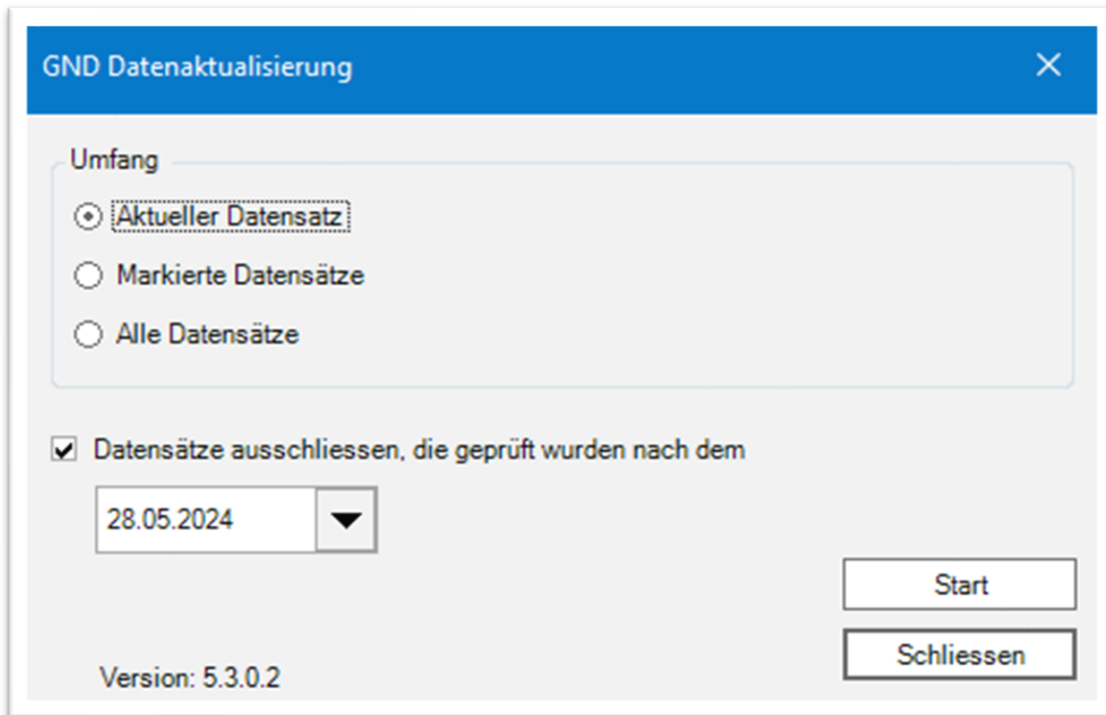 GND Datenaktualisierung
Umfang
Aktueller Datensatz
Markierte Datensätze
Alle Datensätze
Datensätze ausschliessen, die geprüft wurden nach dem
28.05.2024
Start
Schliessen
Version: 5.3.0.2